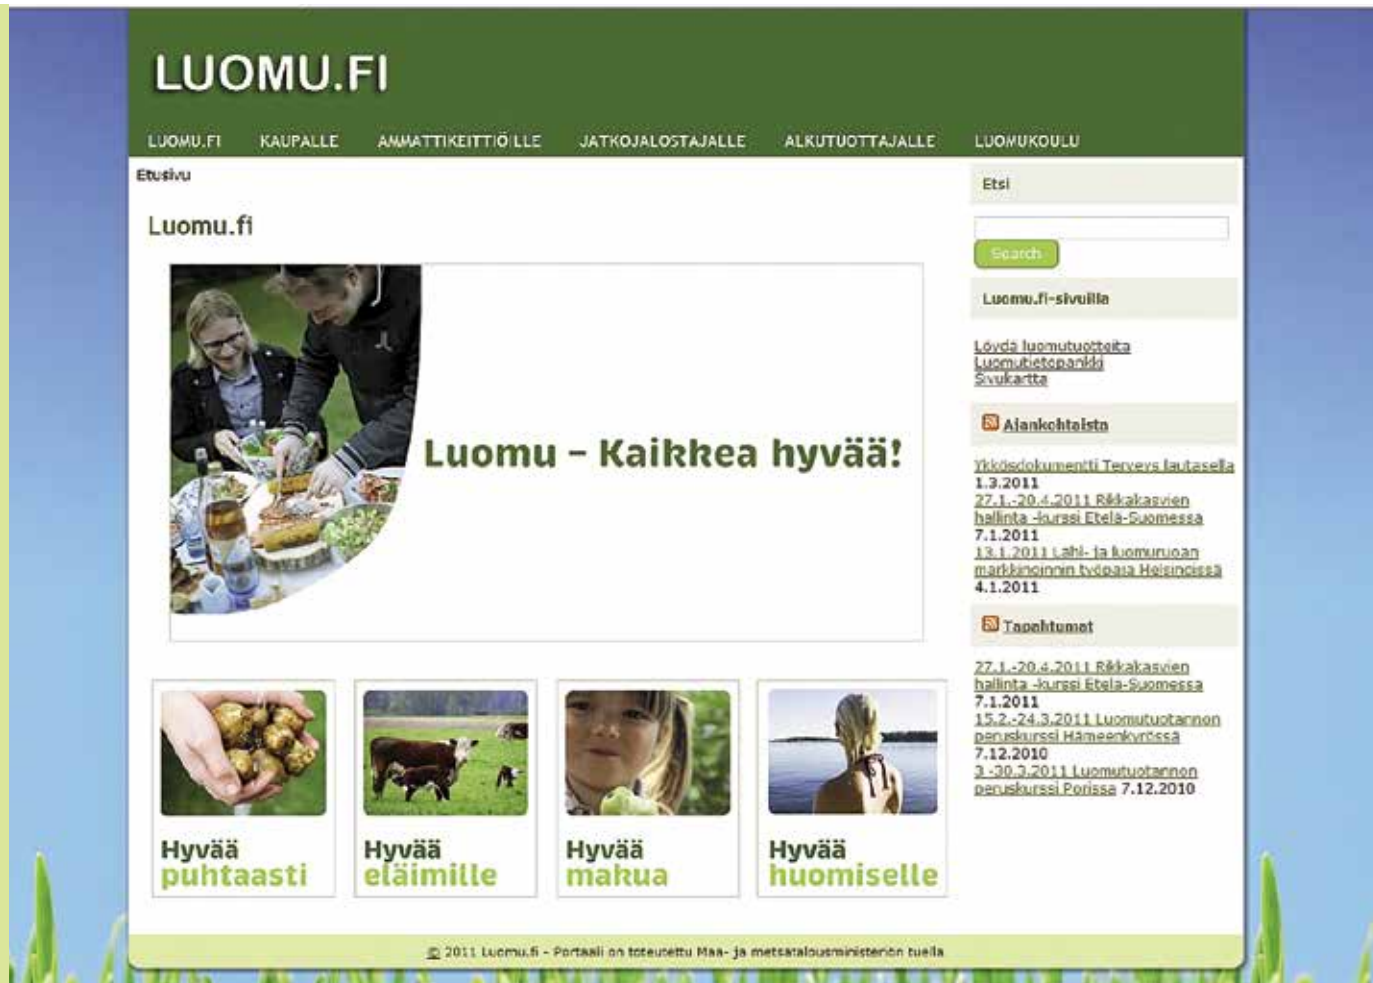 LUOMU.FI
LUOMU.FI KAUPALLE AMMATTIKEITTIÖILLE JATKOJALOSTAJALLE ALKUTUOTTAJALLE LUOMUKOULU
Etusivu
Luomu.fi
Luomu – Kaikkea hyvää!
Hyvää
puhtaasti
Hyvää
eläimille
Hyvää
makua
Hyvää
huomiselle
Etsi
Search
Luomu.fi-sivuilla
Löydä luomutuotteita
Luomutietopankki
Sivukartta
Ajankohtaista
Ykkösdokumentti Terveys lautasella
1.3.2011
27.1.-20.4.2011 Rikkakasvien
hallinta -kurssi Etelä-Suomessa
7.1.2011
13.1.2011 Lähi- ja luomuruoan
markkinoinnin työpaja Helsingissä
4.1.2011
Tapahtumat
27.1.-20.4.2011 Rikkakasvien
hallinta -kurssi Etelä-Suomessa
7.1.2011
15.2.-24.3.2011 Luomutuotannon
peruskurssi Hämeenkyrössä
7.12.2010
3 -30.3.2011 Luomutuotannon
peruskurssi Porissa 7.12.2010
© 2011 Luomu.fi - Portaali on toteutettu Maa- ja metsätalousministeriön tuella